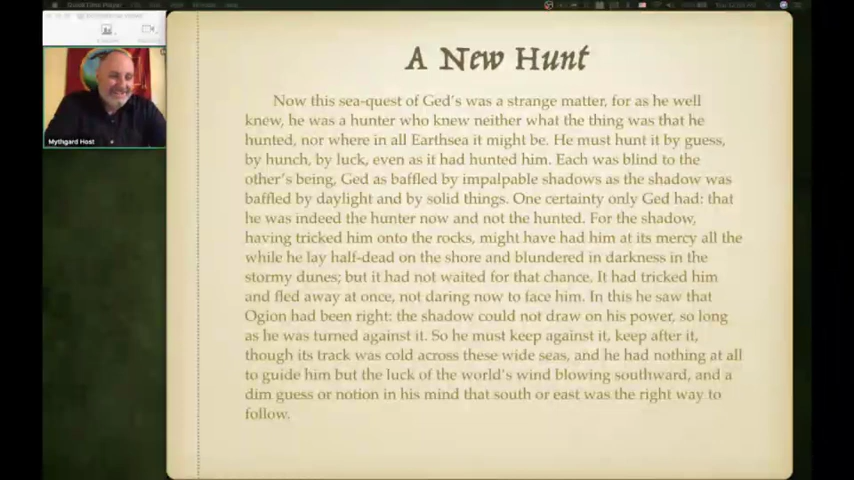 A New Hunt
Now this sea-quest of Ged's was a strange matter, for as he well
knew, he was a hunter who knew neither what the thing was that he
hunted, nor where in all Earthsea it might be. He must hunt it by guess,
by hunch, by luck, even as it had hunted him. Each was blind to the
other's being, Ged as baffled by impalpable shadows as the shadow was
baffled by daylight and by solid things. One certainty only Ged had: that
he was indeed the hunter now and not the hunted. For the shadow,
having tricked him onto the rocks, might have had him at its mercy all the
while he lay half-dead on the shore and blundered in darkness in the
stormy dunes; but it had not waited for that chance. It had tricked him
and fled away at once, not daring now to face him. In this he saw that
Ogion had been right: the shadow could not draw on his power, so long
as he was turned against it. So he must keep against it, keep after it,
though its track was cold across these wide seas, and he had nothing at all
to guide him but the luck of the world's wind blowing southward, and a
dim guess or notion in his mind that south or east was the right way to
follow.
Mythgard Host